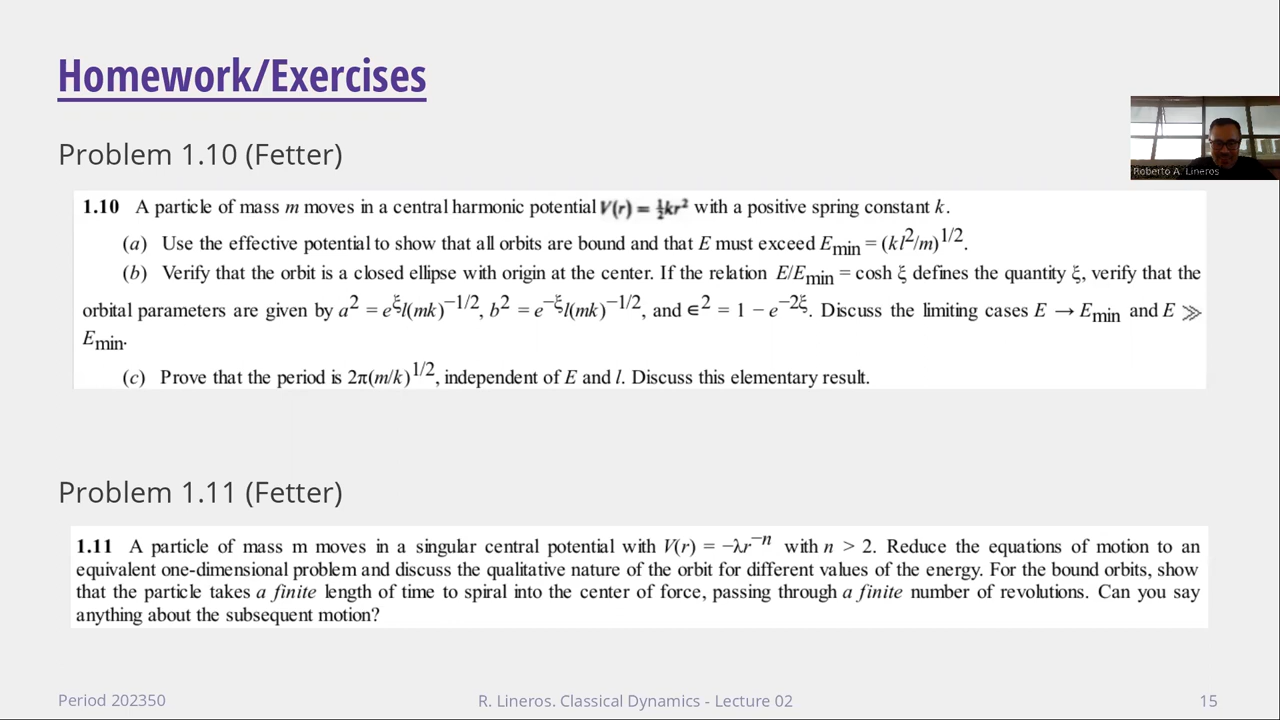 Homework/Exercises
Problem 1.10 (Fetter)
Roberto A. Lineros
1.10 A particle of mass m moves in a central harmonic potential V(r) = ½kr² with a positive spring constant k.
(a) Use the effective potential to show that all orbits are bound and that E must exceed E_min = (kl²/m)^1/2.
(b) Verify that the orbit is a closed ellipse with origin at the center. If the relation E/E_min = cosh ξ defines the quantity ξ, verify that the
orbital parameters are given by a² = e^ξ l(mk)^−1/2, b² = e^−ξ l(mk)^−1/2, and ∈² = 1 − e^−2ξ. Discuss the limiting cases E → E_min and E ≫
E_min.
(c) Prove that the period is 2π(m/k)^1/2, independent of E and l. Discuss this elementary result.
Problem 1.11 (Fetter)
1.11 A particle of mass m moves in a singular central potential with V(r) = −λr^−n with n > 2. Reduce the equations of motion to an
equivalent one-dimensional problem and discuss the qualitative nature of the orbit for different values of the energy. For the bound orbits, show
that the particle takes a finite length of time to spiral into the center of force, passing through a finite number of revolutions. Can you say
anything about the subsequent motion?
Period 202350
R. Lineros. Classical Dynamics - Lecture 02
15